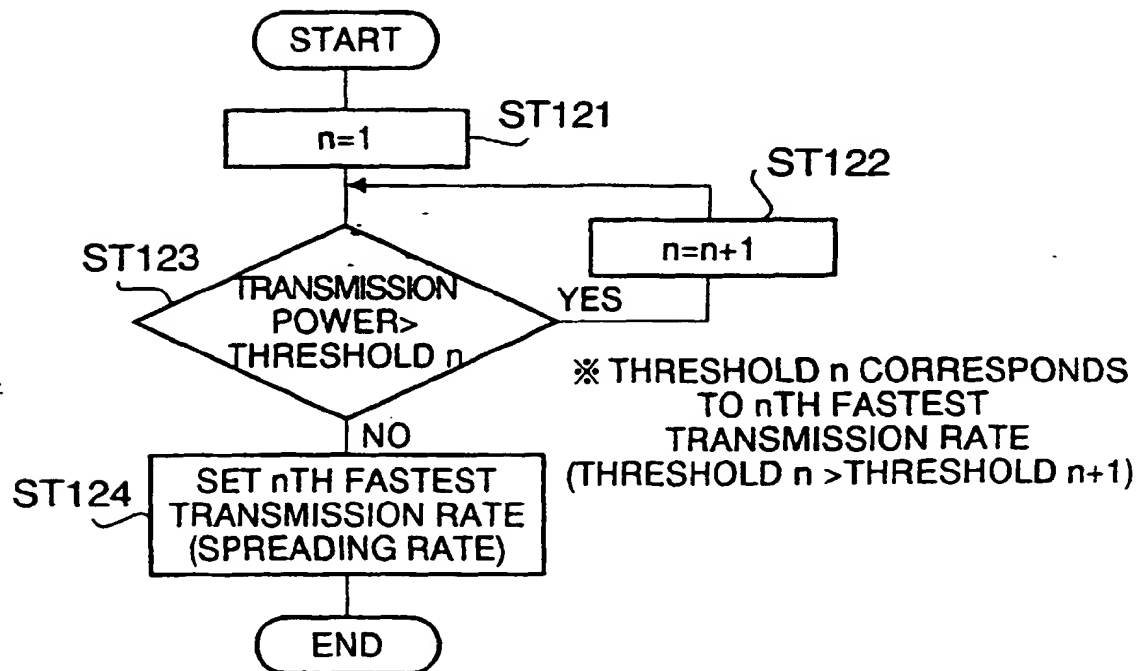 START
ST121
n=1
ST122
n=n+1
ST123
TRANSMISSION
POWER>
THRESHOLD n
YES
※ THRESHOLD n CORRESPONDS
TO nTH FASTEST
TRANSMISSION RATE
(THRESHOLD n >THRESHOLD n+1)
NO
ST124
SET nTH FASTEST
TRANSMISSION RATE
(SPREADING RATE)
END